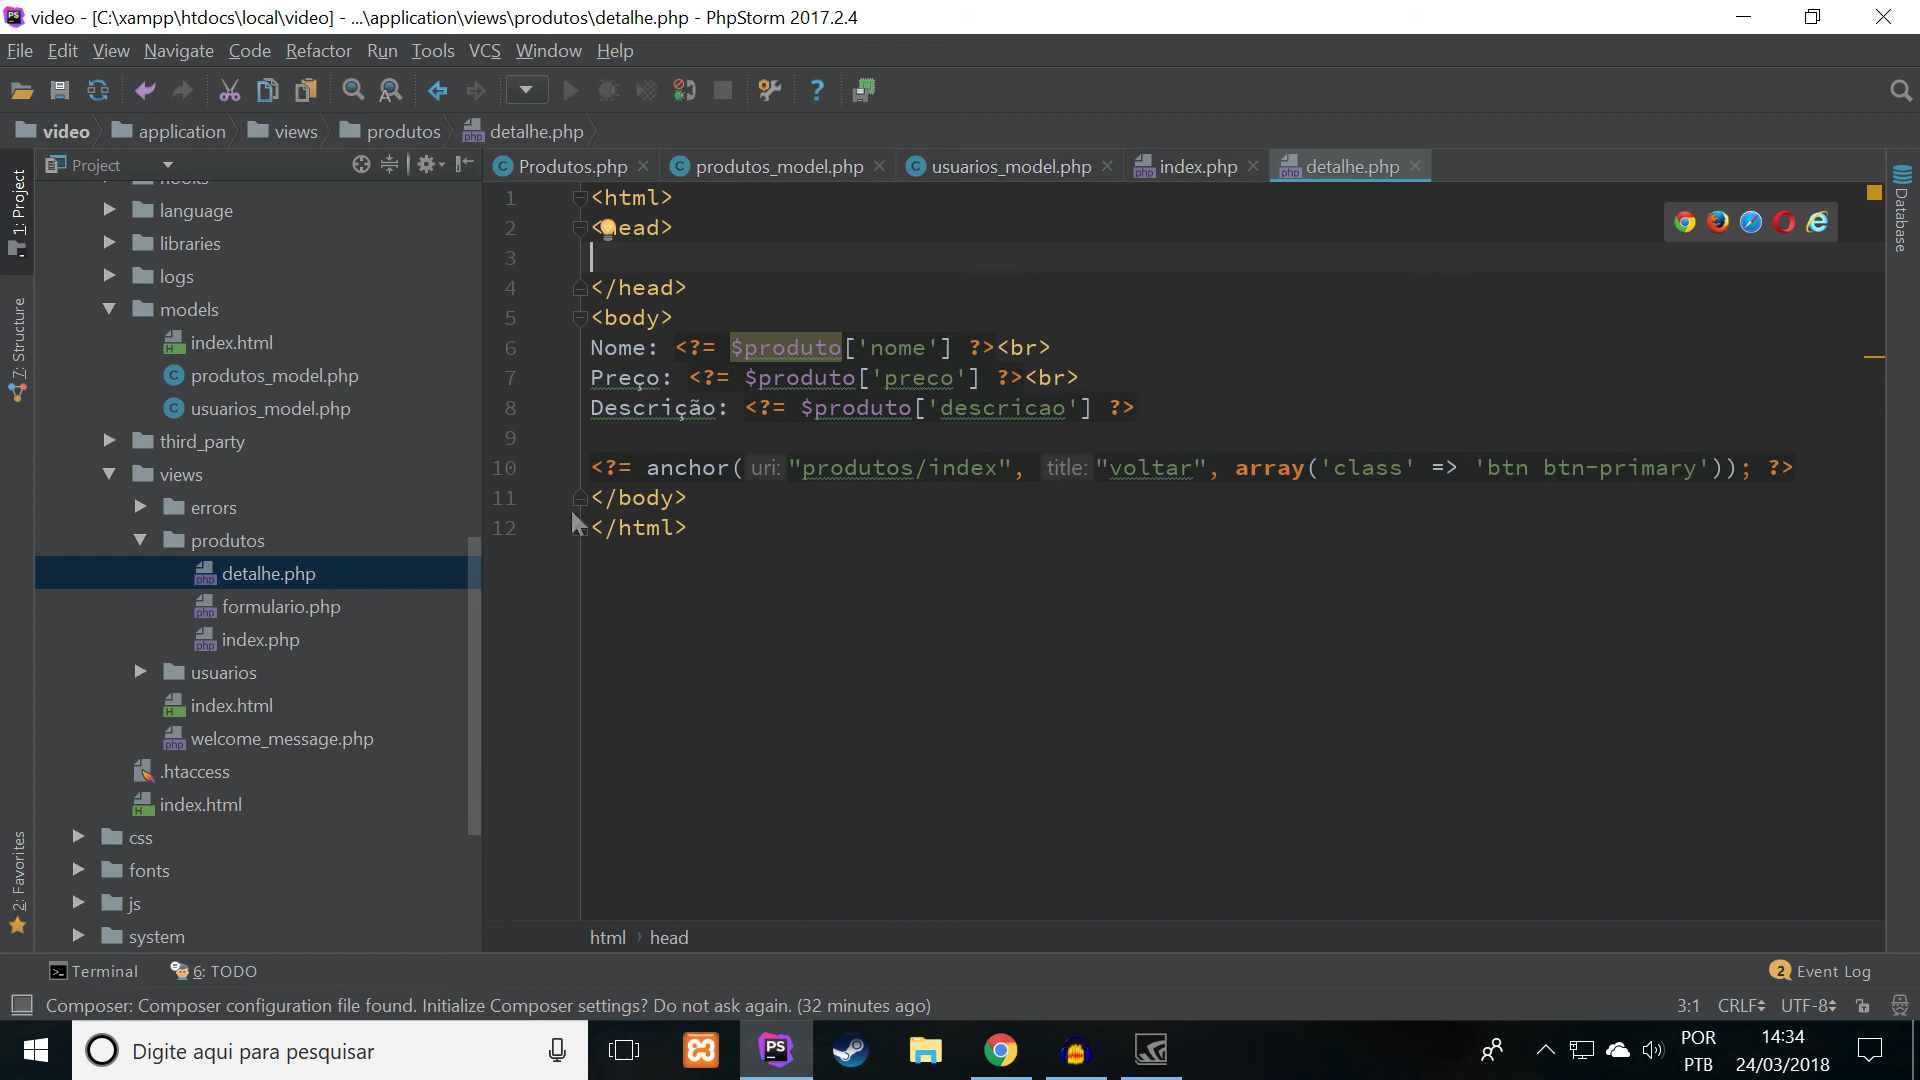 video - [C:\xampp\htdocs\local\video] - ...\application\views\produtos\detalhe.php - PhpStorm 2017.2.4
File Edit View Navigate Code Refactor Run Tools VCS Window Help
video application views produtos detalhe.php
Project
Produtos.php produtos_model.php usuarios_model.php index.php detalhe.php
1: Project
7: Structure
2: Favorites
Database
language
libraries
logs
models
index.html
produtos_model.php
usuarios_model.php
third_party
views
errors
produtos
detalhe.php
formulario.php
index.php
usuarios
index.html
welcome_message.php
.htaccess
index.html
css
fonts
js
system
1 <html>
2 <head>
3
4 </head>
5 <body>
6 Nome: <?= $produto['nome'] ?><br>
7 Preço: <?= $produto['preco'] ?><br>
8 Descrição: <?= $produto['descricao'] ?>
9
10 <?= anchor( uri: "produtos/index", title: "voltar", array('class' => 'btn btn-primary')); ?>
11 </body>
12 </html>
html head
Terminal 6: TODO 2 Event Log
Composer: Composer configuration file found. Initialize Composer settings? Do not ask again. (32 minutes ago) 3:1 CRLF UTF-8
Digite aqui para pesquisar
POR
PTB
14:34
24/03/2018